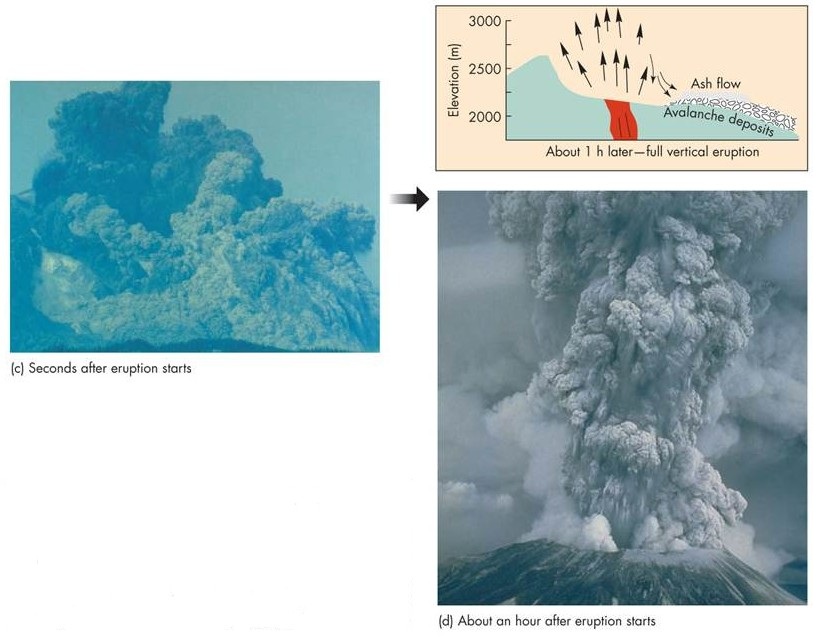 3000
2500
2000
Elevation (m)
Ash flow
Avalanche deposits
About 1 h later—full vertical eruption
(c) Seconds after eruption starts
(d) About an hour after eruption starts